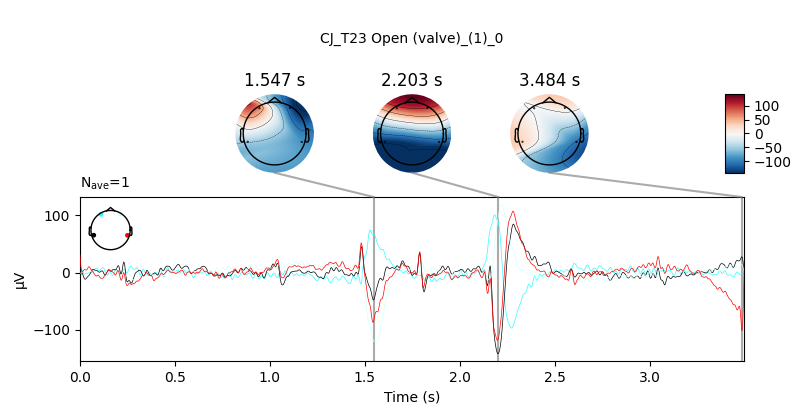 CJ_T23 Open (valve)_(1)_0
1.547 s 2.203 s 3.484 s
100
50
0
−50
−100
Nave=1
100
0
−100
µV
0.0 0.5 1.0 1.5 2.0 2.5 3.0
Time (s)